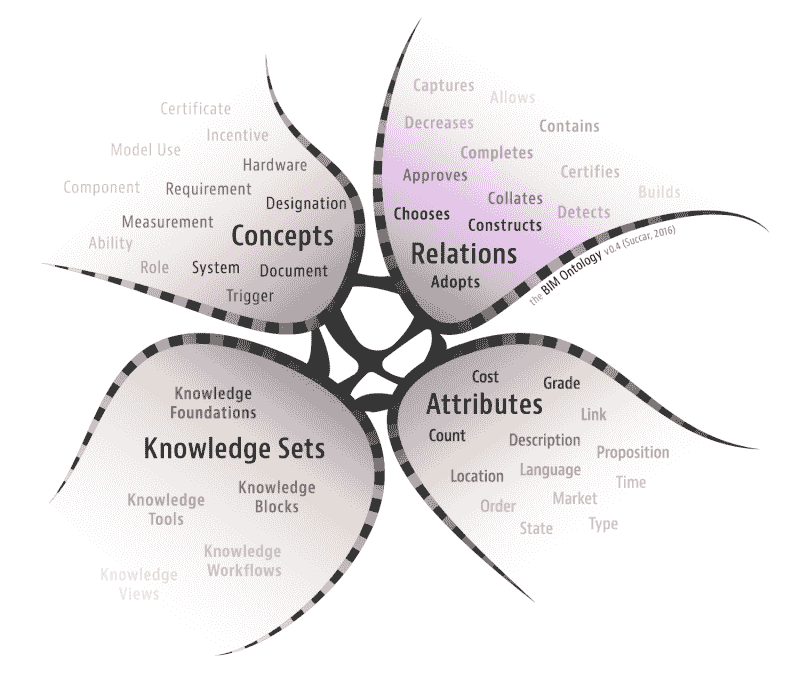 Certificate
Incentive
Model Use
Hardware
Component
Requirement
Designation
Measurement
Concepts
Ability
Role
System
Document
Trigger
Captures
Allows
Decreases
Contains
Completes
Approves
Certifies
Collates
Builds
Chooses
Constructs
Detects
Relations
Adopts
the BIM Ontology v0.4 (Succar, 2016)
Knowledge
Foundations
Knowledge Sets
Knowledge
Tools
Knowledge
Blocks
Knowledge
Workflows
Knowledge
Views
Cost
Grade
Attributes
Link
Count
Description
Proposition
Location
Language
Time
Order
Market
State
Type